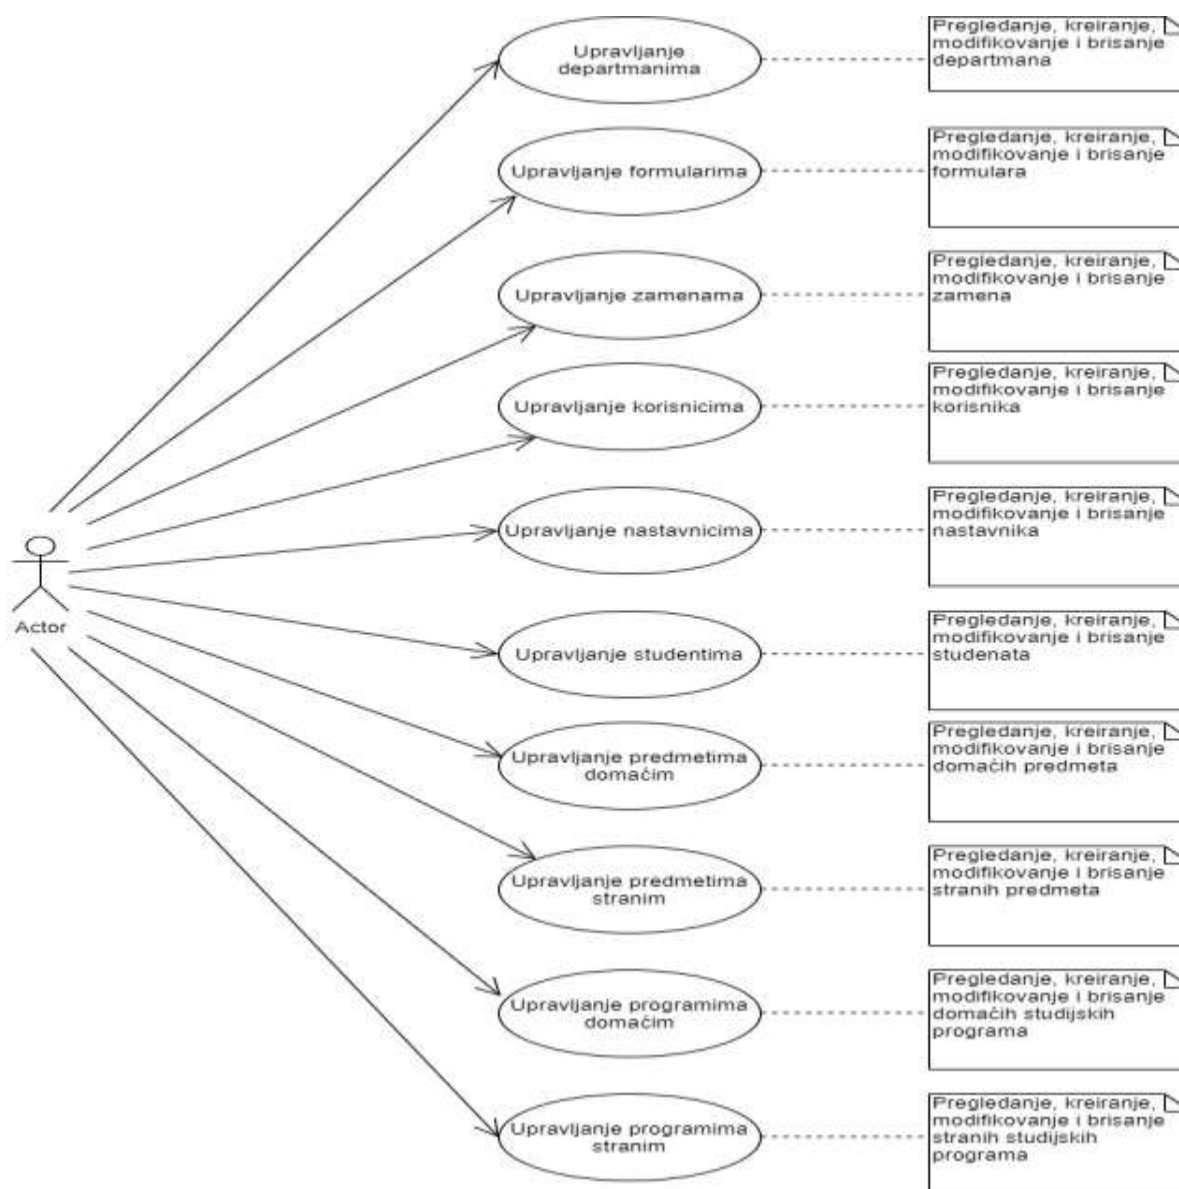 Upravljanje
departmanima
Pregledanje, kreiranje,
modifikovanje i brisanje
departmana
Upravljanje formularima
Pregledanje, kreiranje,
modifikovanje i brisanje
formulara
Upravljanje zamenama
Pregledanje, kreiranje,
modifikovanje i brisanje
zamena
Upravljanje korisnicima
Pregledanje, kreiranje,
modifikovanje i brisanje
korisnika
Upravljanje nastavnicima
Pregledanje, kreiranje,
modifikovanje i brisanje
nastavnika
Actor
Upravljanje studentima
Pregledanje, kreiranje,
modifikovanje i brisanje
studenata
Upravljanje predmetima
domaćim
Pregledanje, kreiranje,
modifikovanje i brisanje
domaćih predmeta
Upravljanje predmetima
stranim
Pregledanje, kreiranje,
modifikovanje i brisanje
stranih predmeta
Upravljanje programima
domaćim
Pregledanje, kreiranje,
modifikovanje i brisanje
domaćih studijskih
programa
Upravljanje programima
stranim
Pregledanje, kreiranje,
modifikovanje i brisanje
stranih studijskih
programa